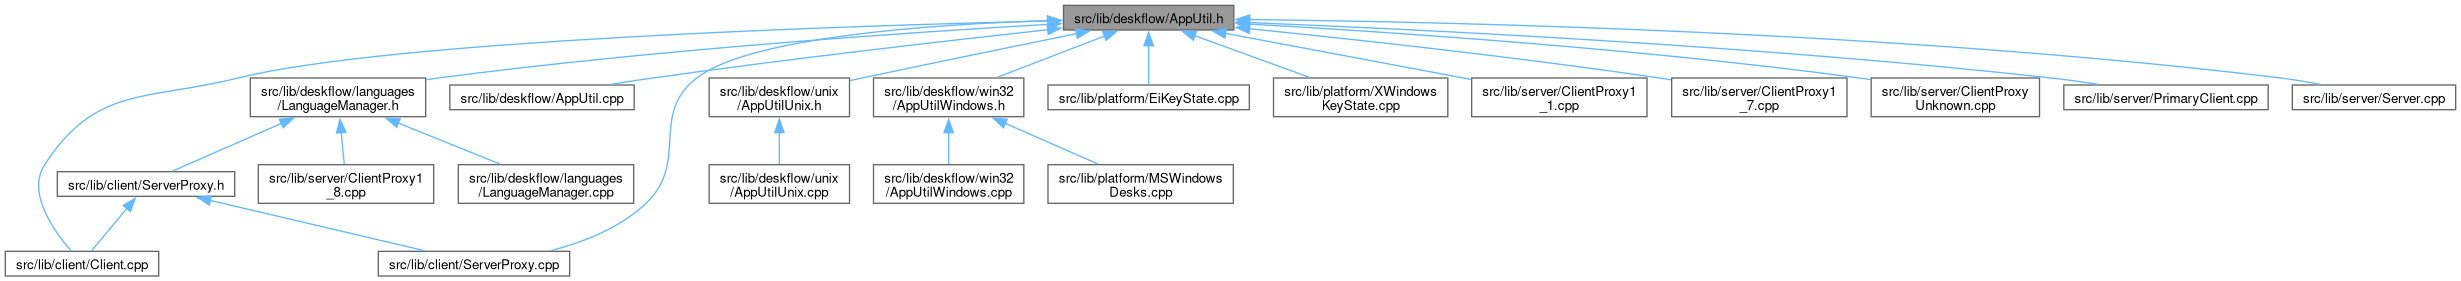 src/lib/deskflow/AppUtil.h
src/lib/deskflow/languages
/LanguageManager.h
src/lib/deskflow/AppUtil.cpp
src/lib/deskflow/unix
/AppUtilUnix.h
src/lib/deskflow/win32
/AppUtilWindows.h
src/lib/platform/EiKeyState.cpp
src/lib/platform/XWindows
KeyState.cpp
src/lib/server/ClientProxy1
_1.cpp
src/lib/server/ClientProxy1
_7.cpp
src/lib/server/ClientProxy
Unknown.cpp
src/lib/server/PrimaryClient.cpp
src/lib/server/Server.cpp
src/lib/client/ServerProxy.h
src/lib/server/ClientProxy1
_8.cpp
src/lib/deskflow/languages
/LanguageManager.cpp
src/lib/deskflow/unix
/AppUtilUnix.cpp
src/lib/deskflow/win32
/AppUtilWindows.cpp
src/lib/platform/MSWindows
Desks.cpp
src/lib/client/Client.cpp
src/lib/client/ServerProxy.cpp